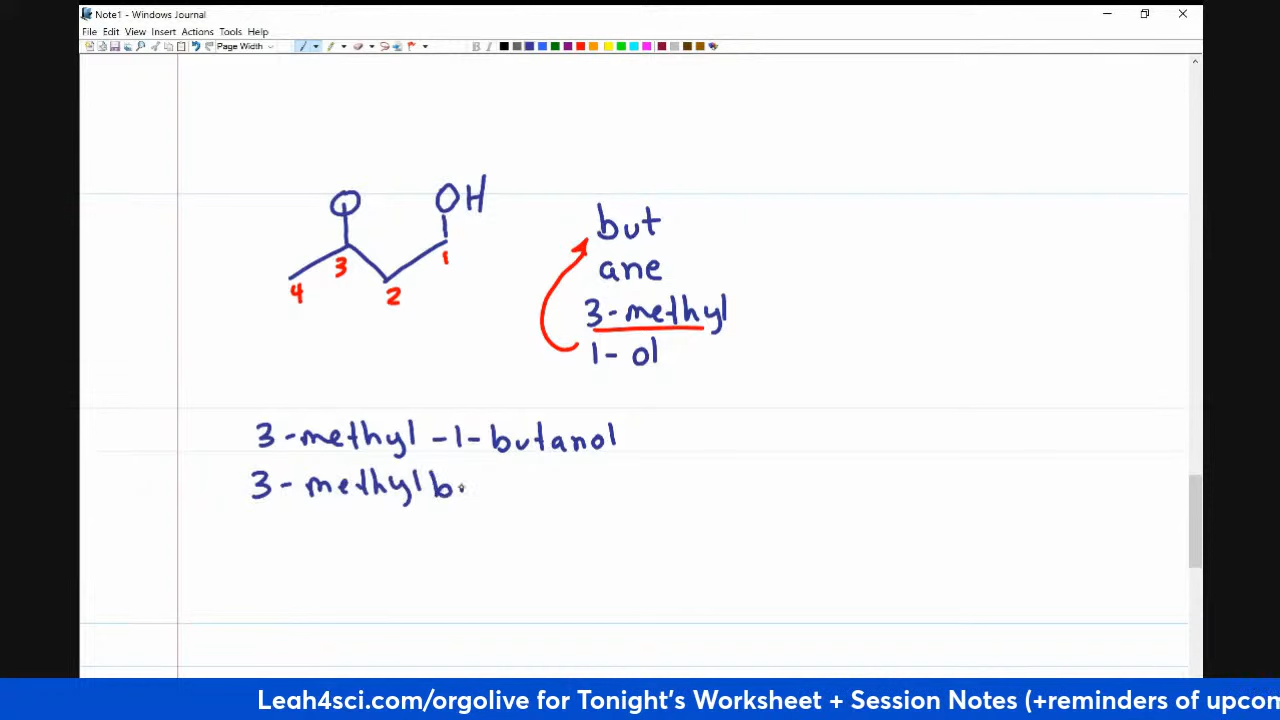 Note1 - Windows Journal
File Edit View Insert Actions Tools Help
Page Width B I
OH
but
3 1
ane
4 2
3-methyl
1- ol
3-methyl-1-butanol
3-methylb
Leah4sci.com/orgolive for Tonight's Worksheet + Session Notes (+reminders of upcon